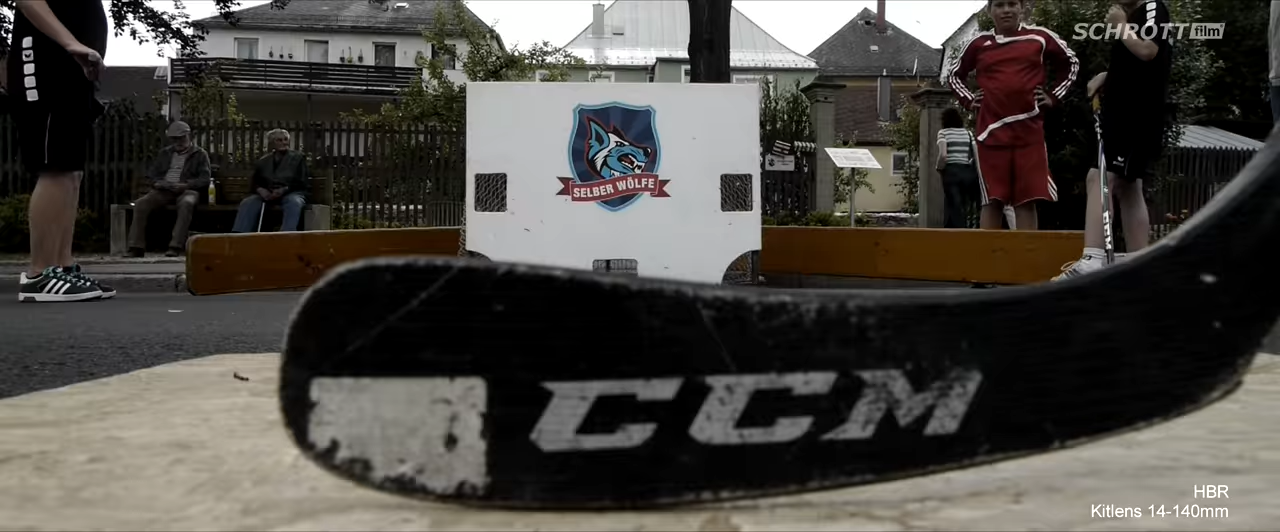 SCHROTT film
SELBER WÖLFE
CCM
HBR
Kitlens 14-140mm